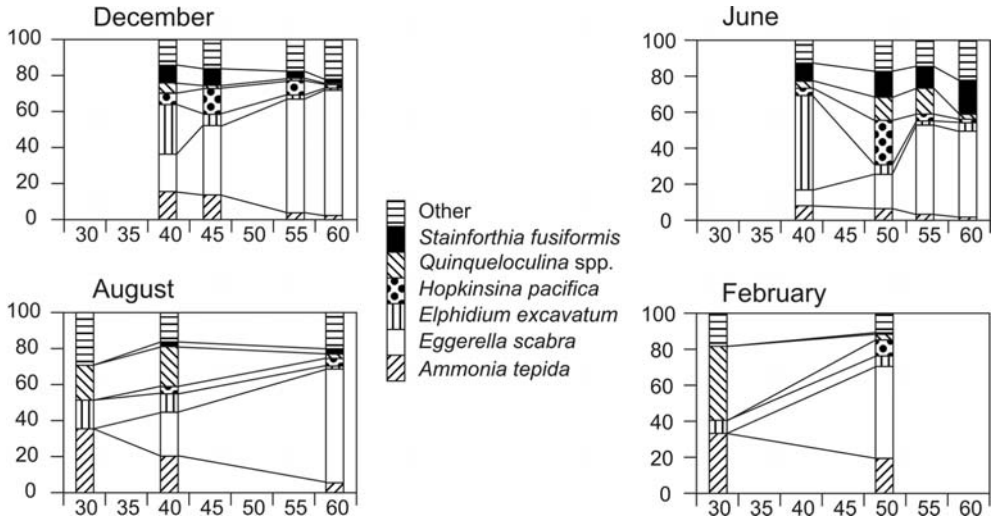 December
100
80
60
40
20
0
30 35 40 45 50 55 60
June
100
80
60
40
20
0
30 35 40 45 50 55 60
Other
Stainforthia fusiformis
Quinqueloculina spp.
Hopkinsina pacifica
Elphidium excavatum
Eggerella scabra
Ammonia tepida
August
100
80
60
40
20
0
30 35 40 45 50 55 60
February
100
80
60
40
20
0
30 35 40 45 50 55 60